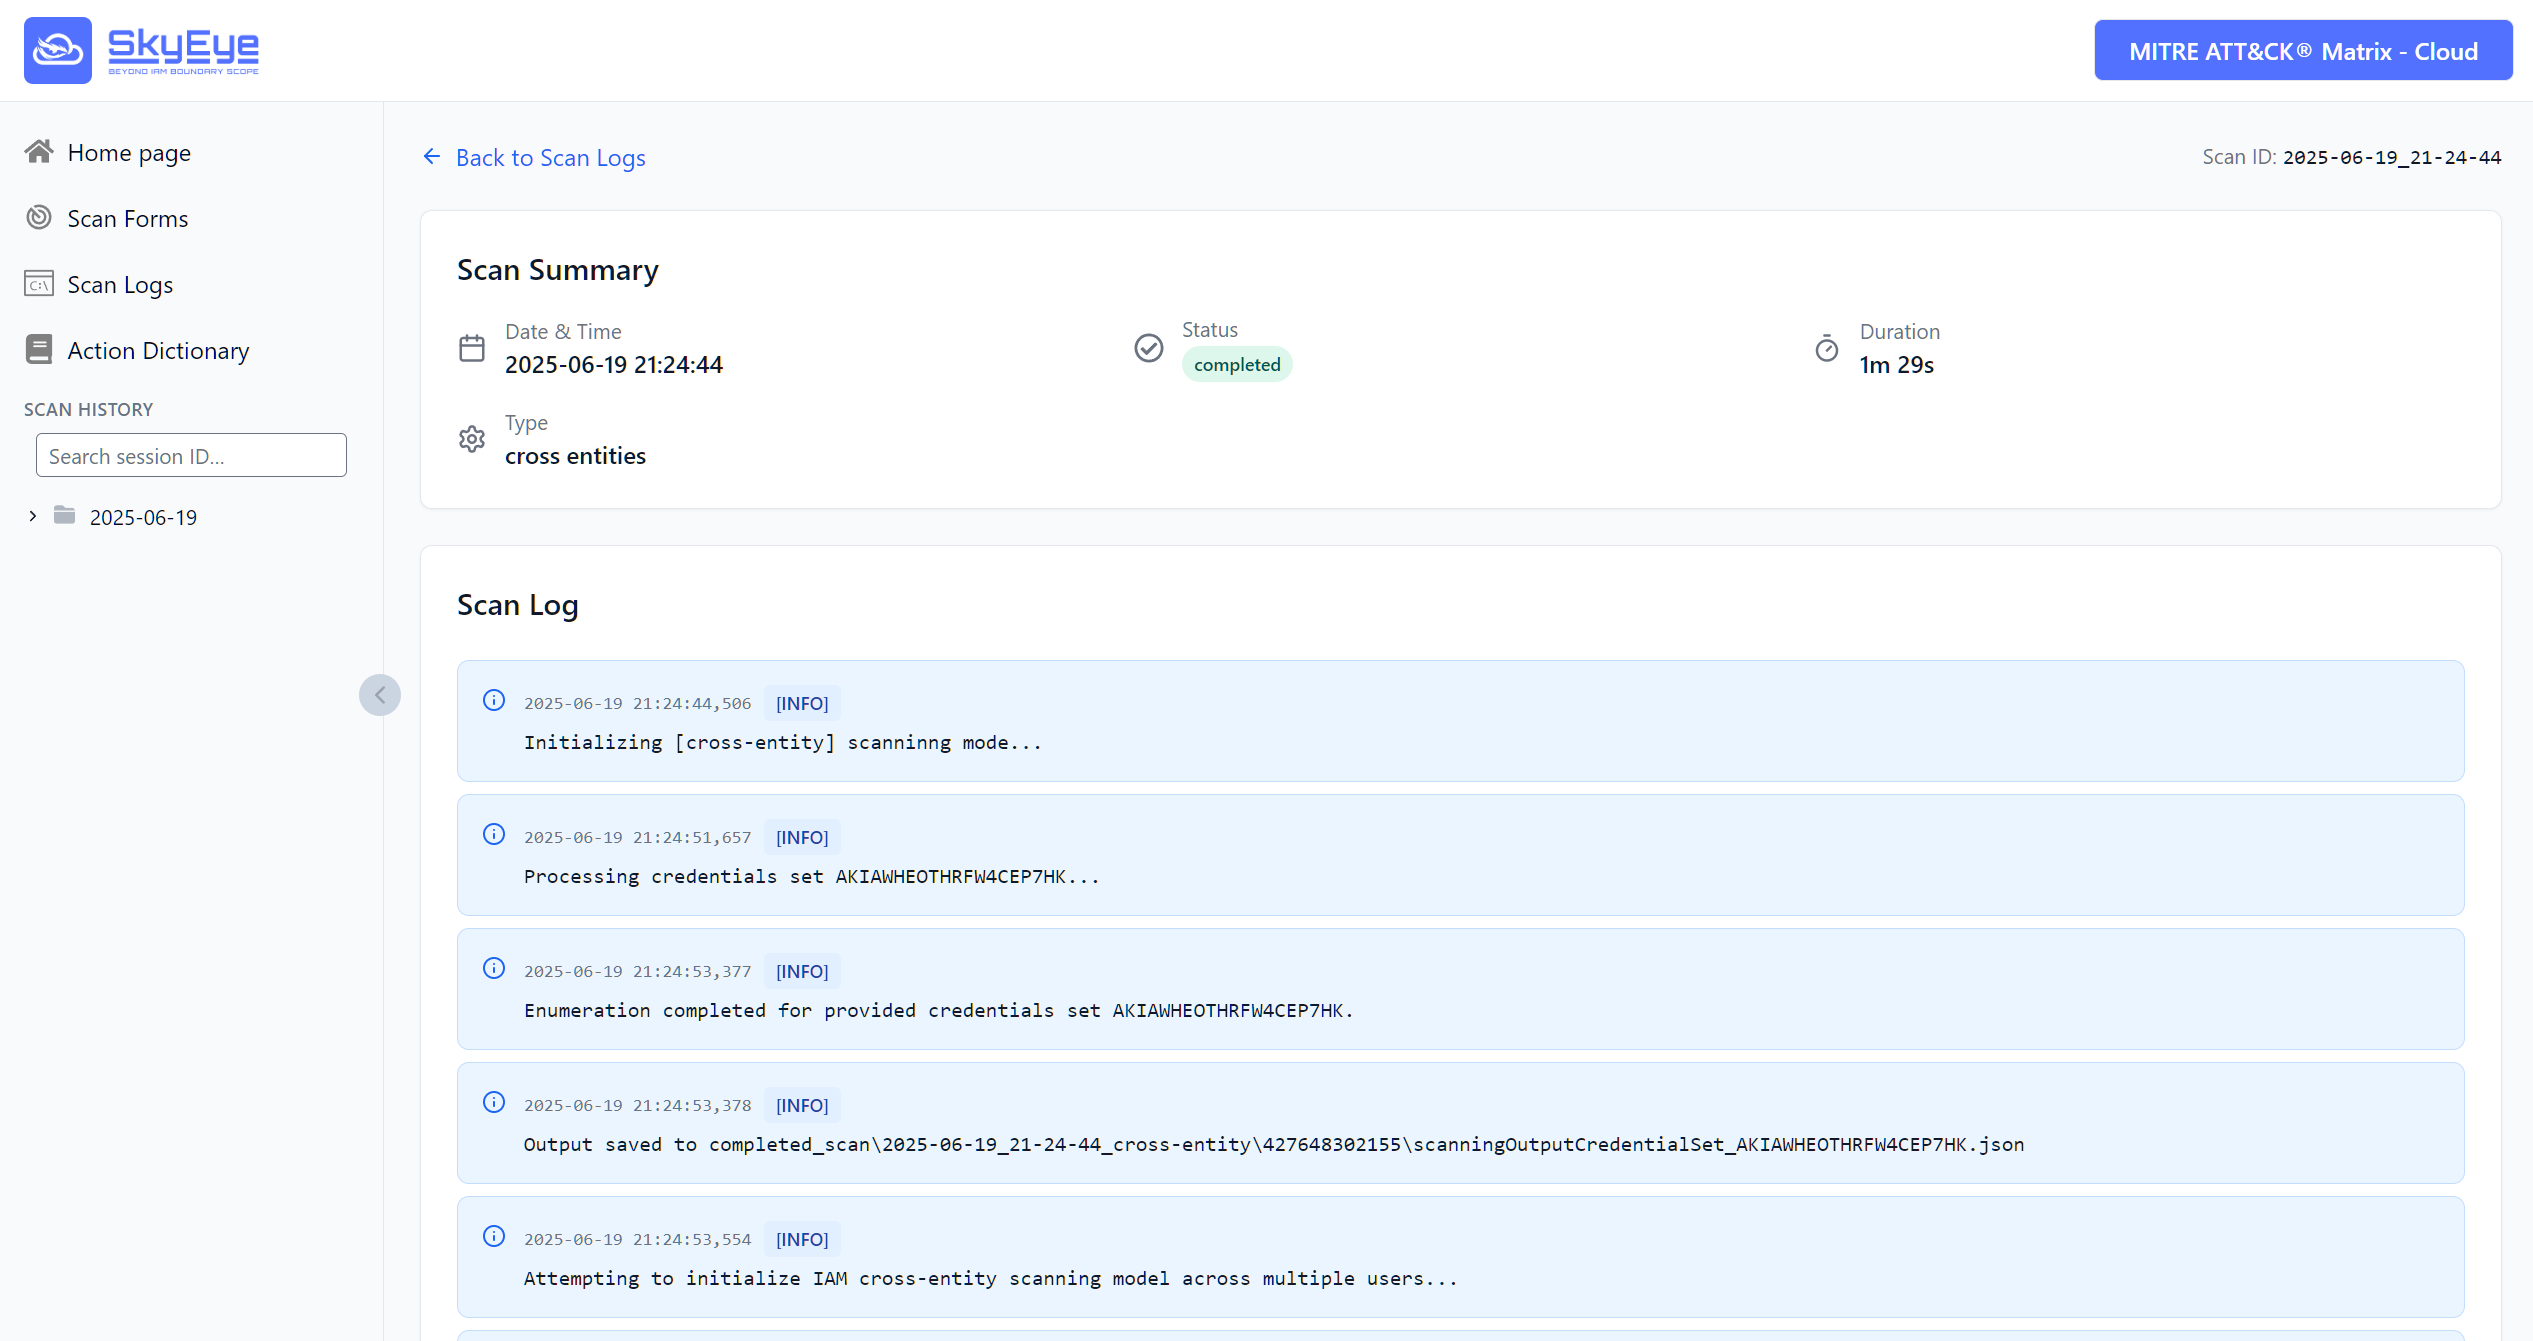 SkyEye
BEYOND IAM BOUNDARY SCOPE
MITRE ATT&CK® Matrix - Cloud
Home page
Scan Forms
C:\
Scan Logs
Action Dictionary
SCAN HISTORY
Search session ID...
2025-06-19
Back to Scan Logs
Scan ID: 2025-06-19_21-24-44
Scan Summary
Date & Time
2025-06-19 21:24:44
Status
completed
Duration
1m 29s
Type
cross entities
Scan Log
2025-06-19 21:24:44,506 [INFO]
Initializing [cross-entity] scanninng mode...
2025-06-19 21:24:51,657 [INFO]
Processing credentials set AKIAWHEOTHRFW4CEP7HK...
2025-06-19 21:24:53,377 [INFO]
Enumeration completed for provided credentials set AKIAWHEOTHRFW4CEP7HK.
2025-06-19 21:24:53,378 [INFO]
Output saved to completed_scan\2025-06-19_21-24-44_cross-entity\427648302155\scanningOutputCredentialSet_AKIAWHEOTHRFW4CEP7HK.json
2025-06-19 21:24:53,554 [INFO]
Attempting to initialize IAM cross-entity scanning model across multiple users...